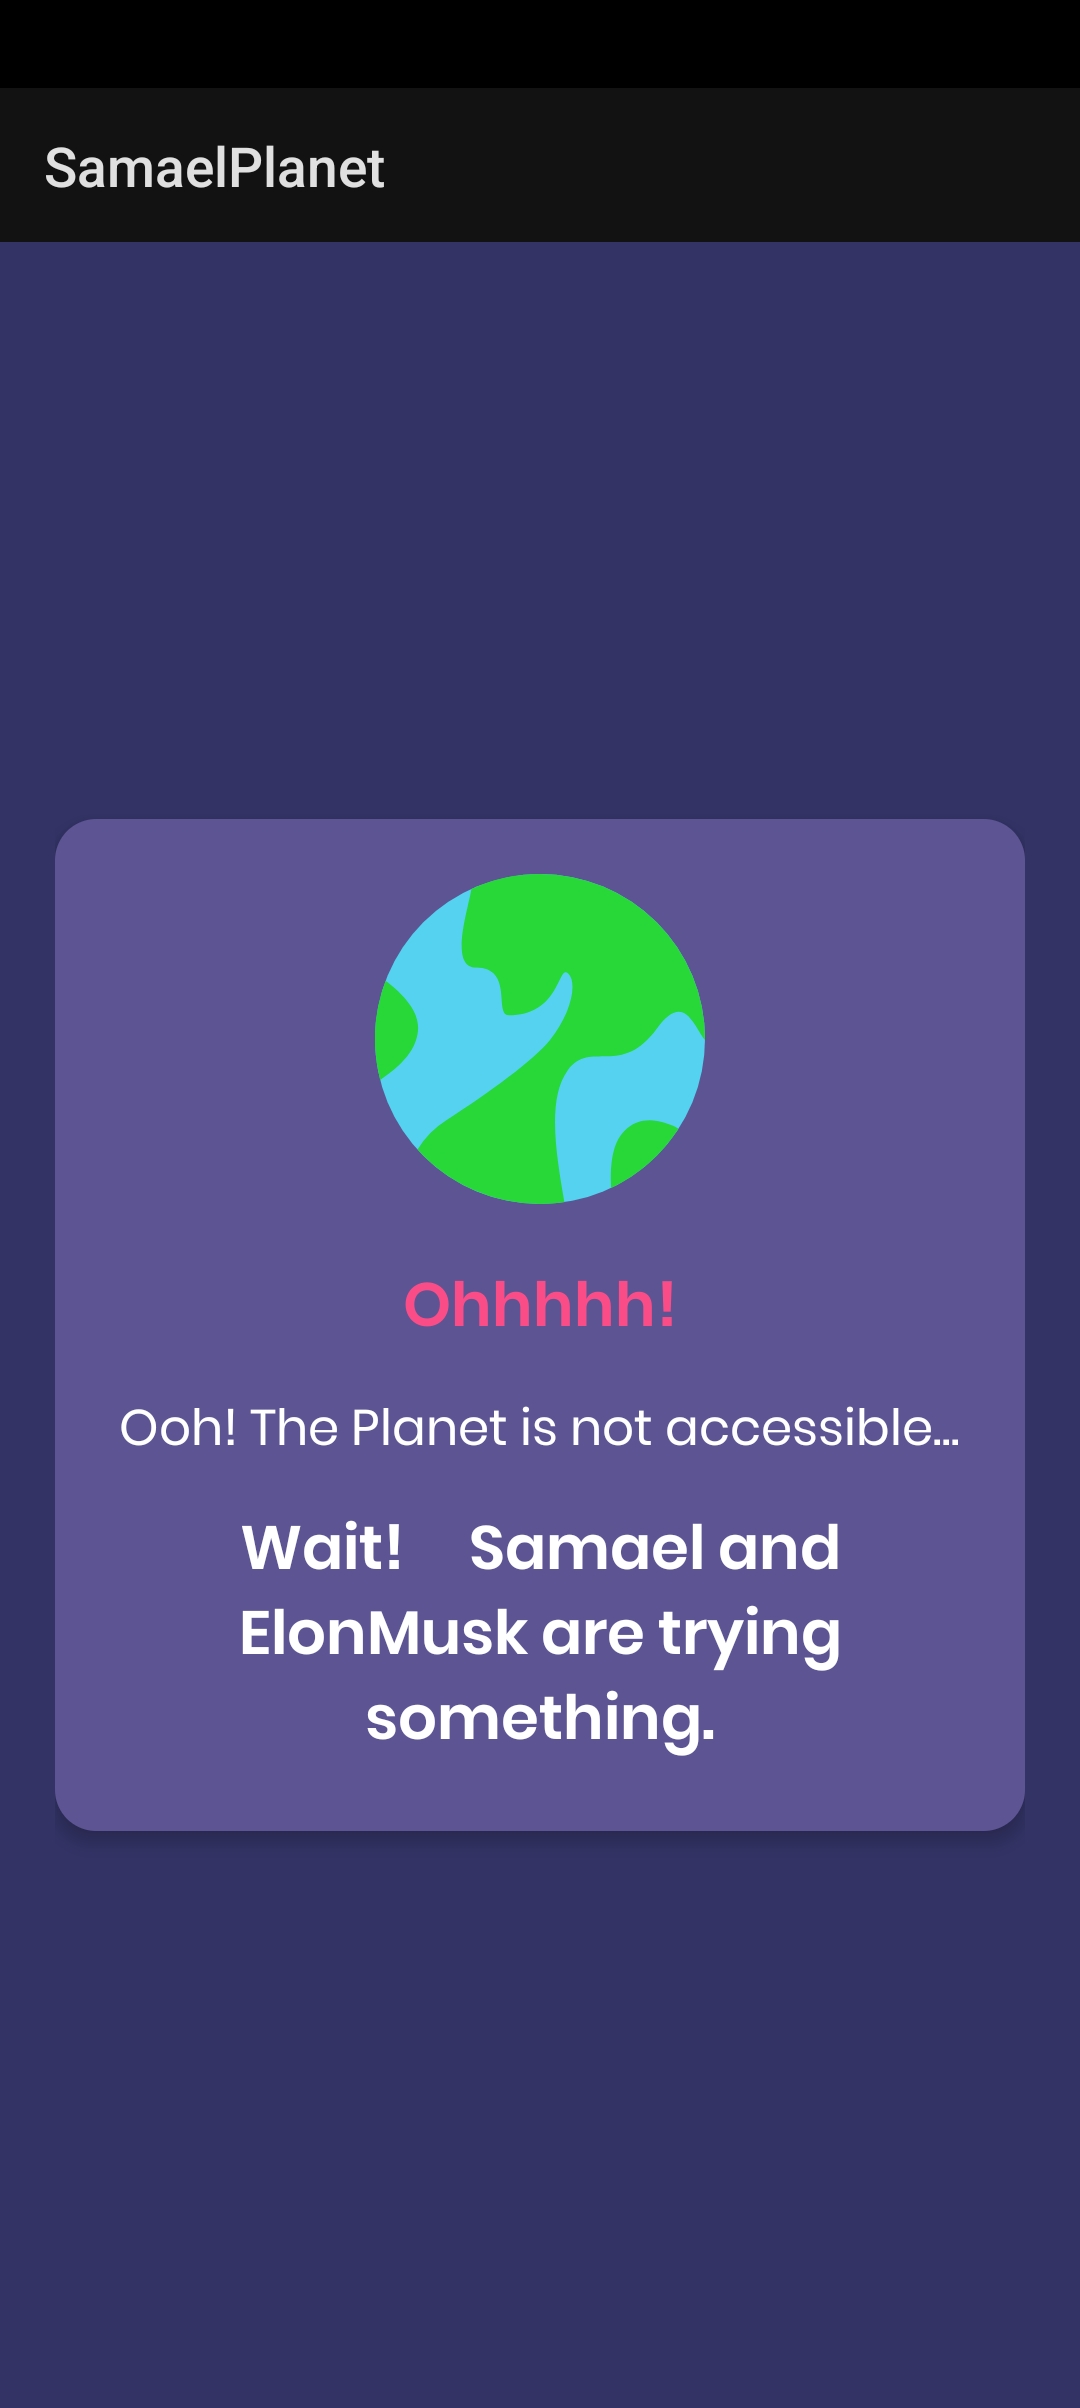 SamaelPlanet
Ohhhhh!
Ooh! The Planet is not accessible...
Wait! Samael and
ElonMusk are trying
something.